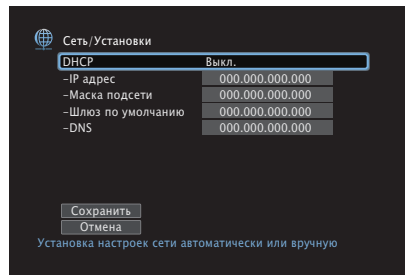 Сеть/Установки
DHCP Выкл.
–IP адрес 000.000.000.000
–Маска подсети 000.000.000.000
–Шлюз по умолчанию 000.000.000.000
–DNS 000.000.000.000
Сохранить
Отмена
Установка настроек сети автоматически или вручную